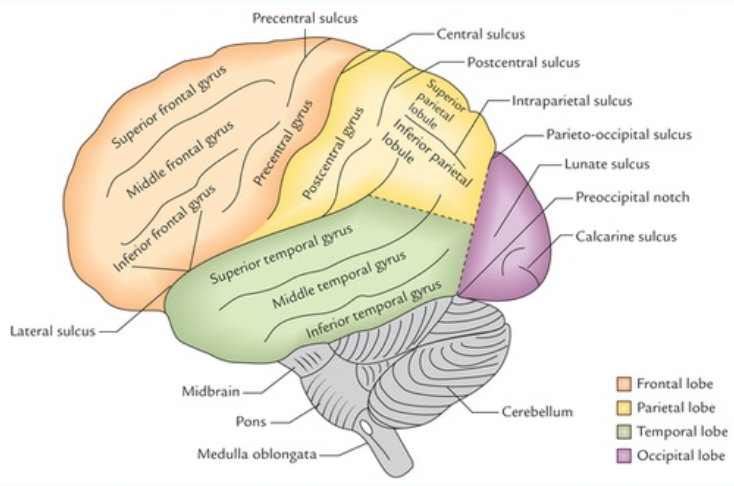 Precentral sulcus
Central sulcus
Postcentral sulcus
Superior frontal gyrus
Superior
parietal
lobule
Intraparietal sulcus
Middle frontal gyrus
Precentral gyrus
Postcentral gyrus
Inferior parietal
lobule
Parieto-occipital sulcus
Lunate sulcus
Preoccipital notch
Inferior frontal gyrus
Calcarine sulcus
Superior temporal gyrus
Middle temporal gyrus
Inferior temporal gyrus
Lateral sulcus
Midbrain
Pons
Medulla oblongata
Cerebellum
Frontal lobe
Parietal lobe
Temporal lobe
Occipital lobe